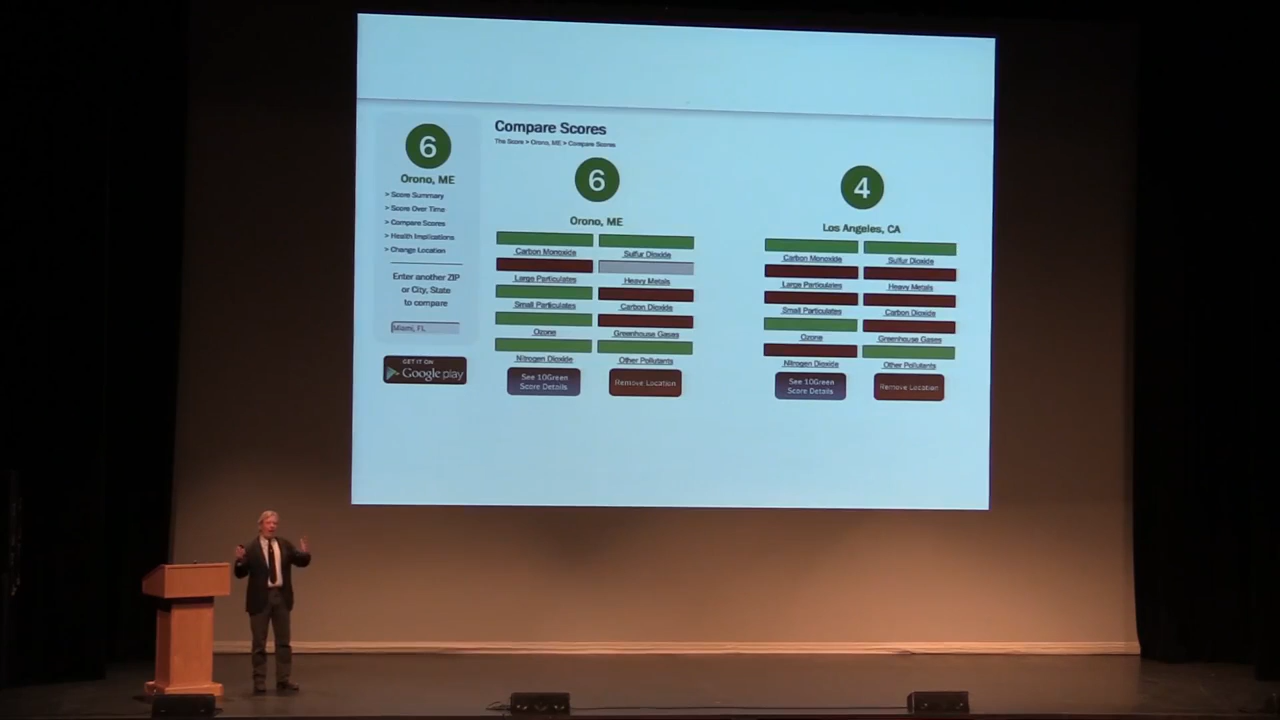 6
Orono, ME
> Score Summary
> Score Over Time
> Compare Scores
> Health Implications
> Change Location
Enter another ZIP
or City, State
to compare
Miami, FL
GET IT ON
Google play
Compare Scores
The Score > Orono, ME > Compare Scores
6
Orono, ME
Carbon Monoxide
Sulfur Dioxide
Large Particulates
Heavy Metals
Small Particulates
Carbon Dioxide
Ozone
Greenhouse Gases
Nitrogen Dioxide
Other Pollutants
See 10Green
Score Details
Remove Location
4
Los Angeles, CA
Carbon Monoxide
Sulfur Dioxide
Large Particulates
Heavy Metals
Small Particulates
Carbon Dioxide
Ozone
Greenhouse Gases
Nitrogen Dioxide
Other Pollutants
See 10Green
Score Details
Remove Location